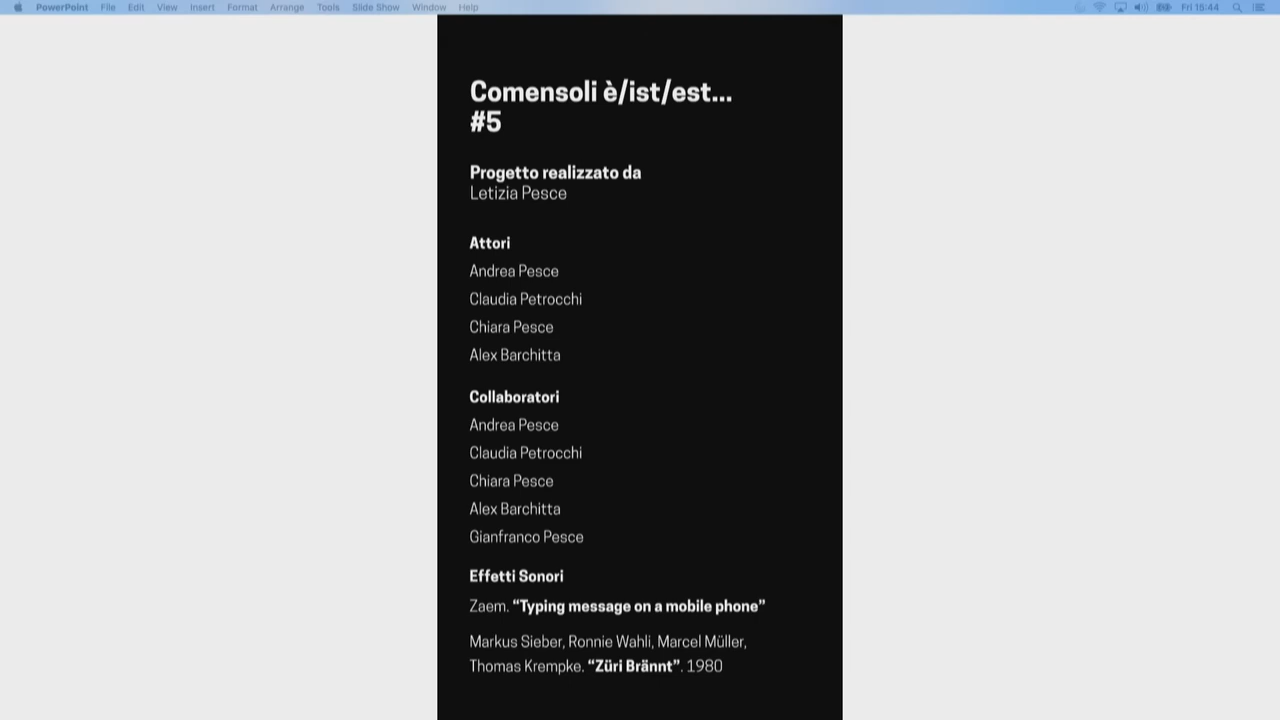 PowerPoint File Edit View Insert Format Arrange Tools Slide Show Window Help Fri 15:44
Comensoli è/ist/est...
#5
Progetto realizzato da
Letizia Pesce
Attori
Andrea Pesce
Claudia Petrocchi
Chiara Pesce
Alex Barchitta
Collaboratori
Andrea Pesce
Claudia Petrocchi
Chiara Pesce
Alex Barchitta
Gianfranco Pesce
Effetti Sonori
Zaem. “Typing message on a mobile phone”
Markus Sieber, Ronnie Wahli, Marcel Müller,
Thomas Krempke. “Züri Brännt”. 1980